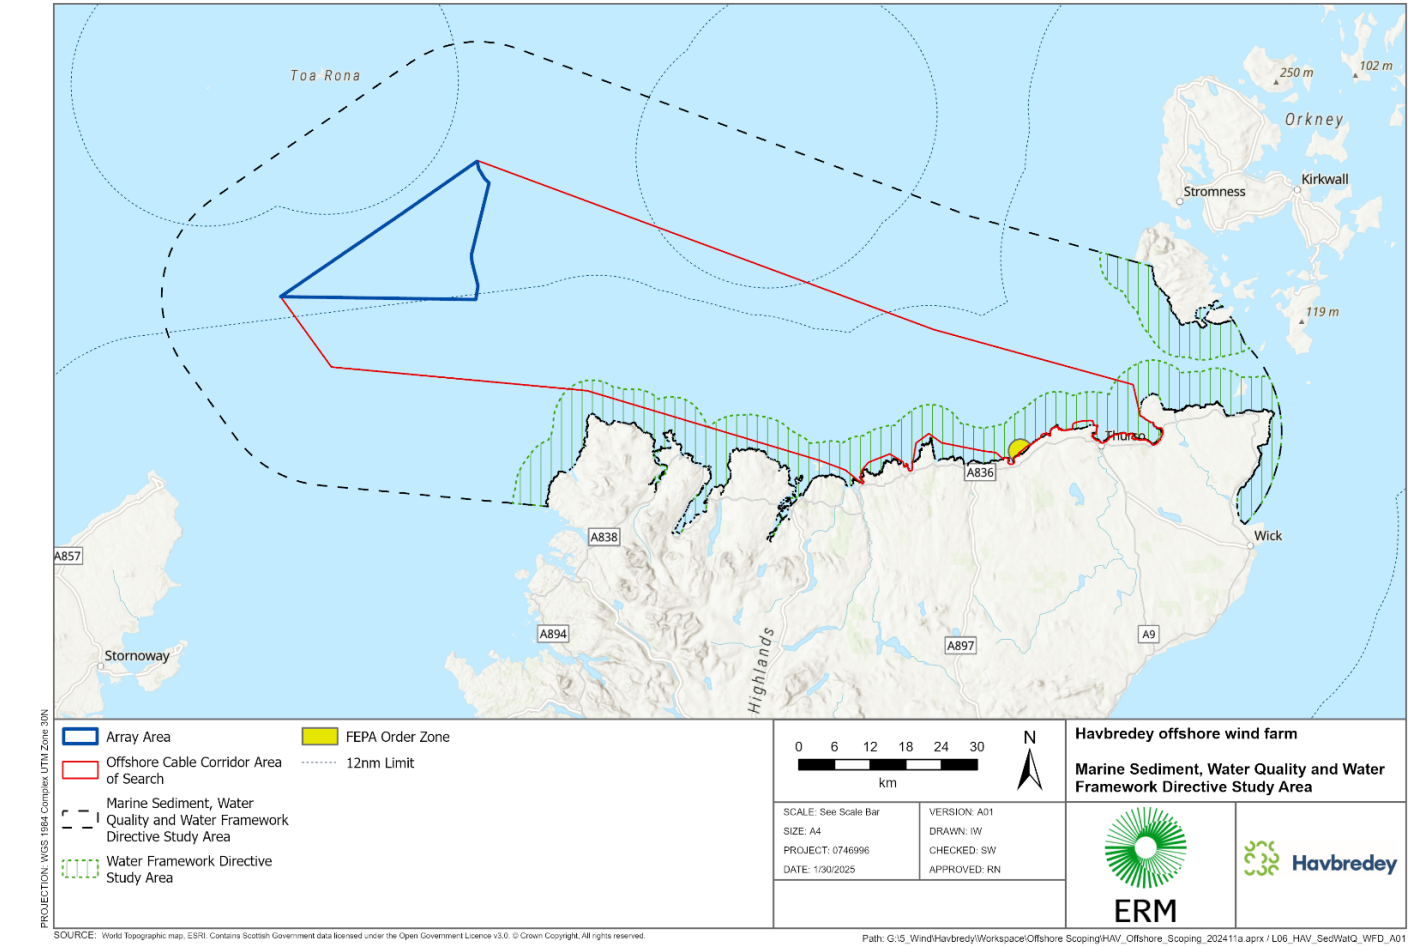 Toa Rona
250 m
102 m
Orkney
Kirkwall
Stromness
119 m
Thurso
A836
A838
Wick
A857
A894
A897
A9
Stornoway
Highlands
PROJECTION: WGS 1984 Complex UTM Zone 30N
Array Area
Offshore Cable Corridor Area
of Search
Marine Sediment, Water
Quality and Water Framework
Directive Study Area
Water Framework Directive
Study Area
FEPA Order Zone
12nm Limit
0 6 12 18 24 30
km
N
SCALE: See Scale Bar
SIZE: A4
PROJECT: 0746996
DATE: 1/30/2025
VERSION: A01
DRAWN: IW
CHECKED: SW
APPROVED: RN
Havbredey offshore wind farm
Marine Sediment, Water Quality and Water
Framework Directive Study Area
ERM
Havbredey
SOURCE: World Topographic map, ESRI. Contains Scottish Government data licensed under the Open Government Licence v3.0. © Crown Copyright, All rights reserved.
Path: G:\5_Wind\Havbredy\Workspace\Offshore Scoping\HAV_Offshore_Scoping_202411a.aprx / L06_HAV_SedWatQ_WFD_A01